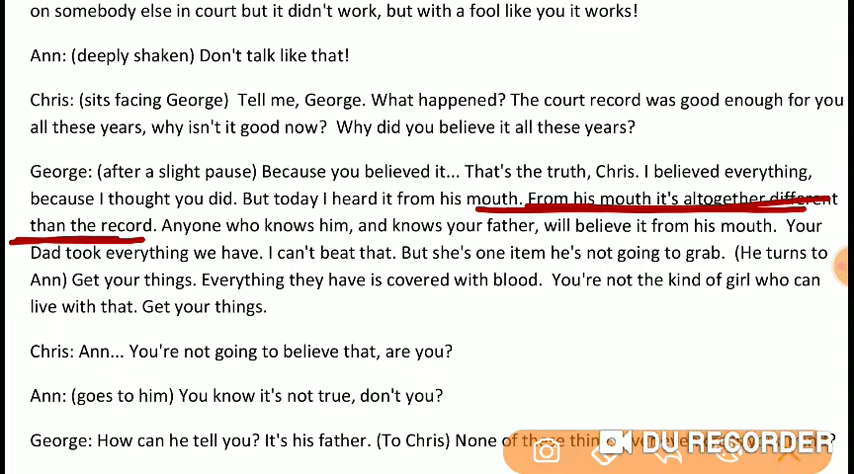 on somebody else in court but it didn't work, but with a fool like you it works!
Ann: (deeply shaken) Don't talk like that!
Chris: (sits facing George)  Tell me, George. What happened? The court record was good enough for you
all these years, why isn't it good now?  Why did you believe it all these years?
George: (after a slight pause) Because you believed it... That's the truth, Chris. I believed everything,
because I thought you did. But today I heard it from his mouth. From his mouth it's altogether different
than the record. Anyone who knows him, and knows your father, will believe it from his mouth.  Your
Dad took everything we have. I can't beat that. But she's one item he's not going to grab.  (He turns to
Ann) Get your things. Everything they have is covered with blood.  You're not the kind of girl who can
live with that. Get your things.
Chris: Ann... You're not going to believe that, are you?
Ann: (goes to him) You know it's not true, don't you?
George: How can he tell you? It's his father. (To Chris) None of these
DU RECORDER